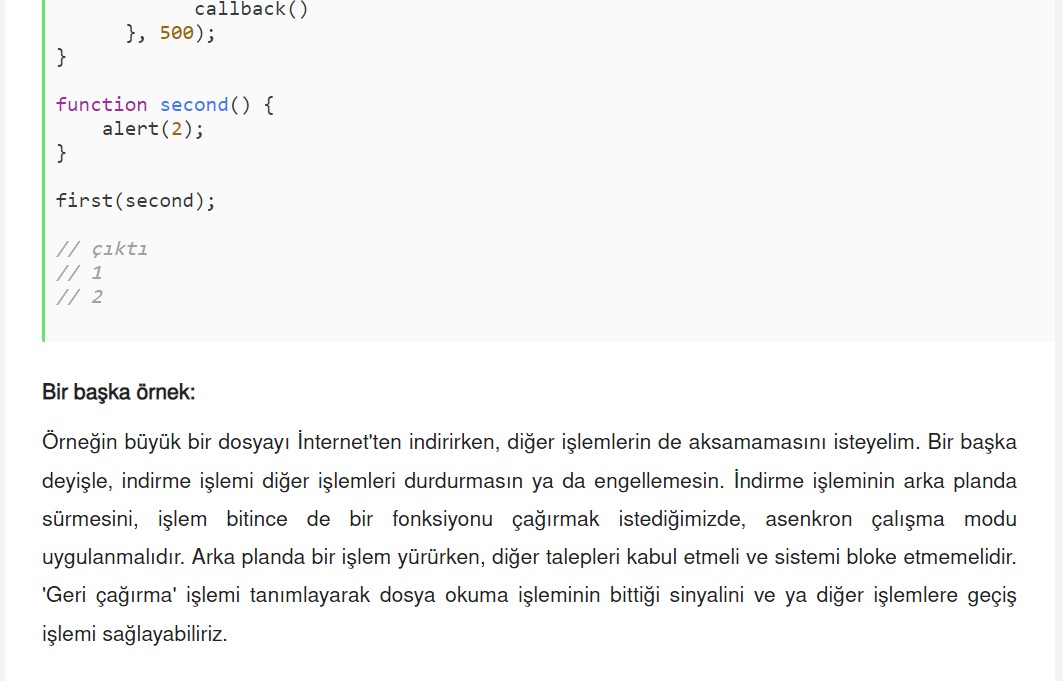 callback()
}, 500);
}
function second() {
alert(2);
}
first(second);
// çıktı
// 1
// 2
Bir başka örnek:
Örneğin büyük bir dosyayı İnternet'ten indirirken, diğer işlemlerin de aksamamasını isteyelim. Bir başka
deyişle, indirme işlemi diğer işlemleri durdurmasın ya da engellemesin. İndirme işleminin arka planda
sürmesini, işlem bitince de bir fonksiyonu çağırmak istediğimizde, asenkron çalışma modu
uygulanmalıdır. Arka planda bir işlem yürürken, diğer talepleri kabul etmeli ve sistemi bloke etmemelidir.
'Geri çağırma' işlemi tanımlayarak dosya okuma işleminin bittiği sinyalini ve ya diğer işlemlere geçiş
işlemi sağlayabiliriz.